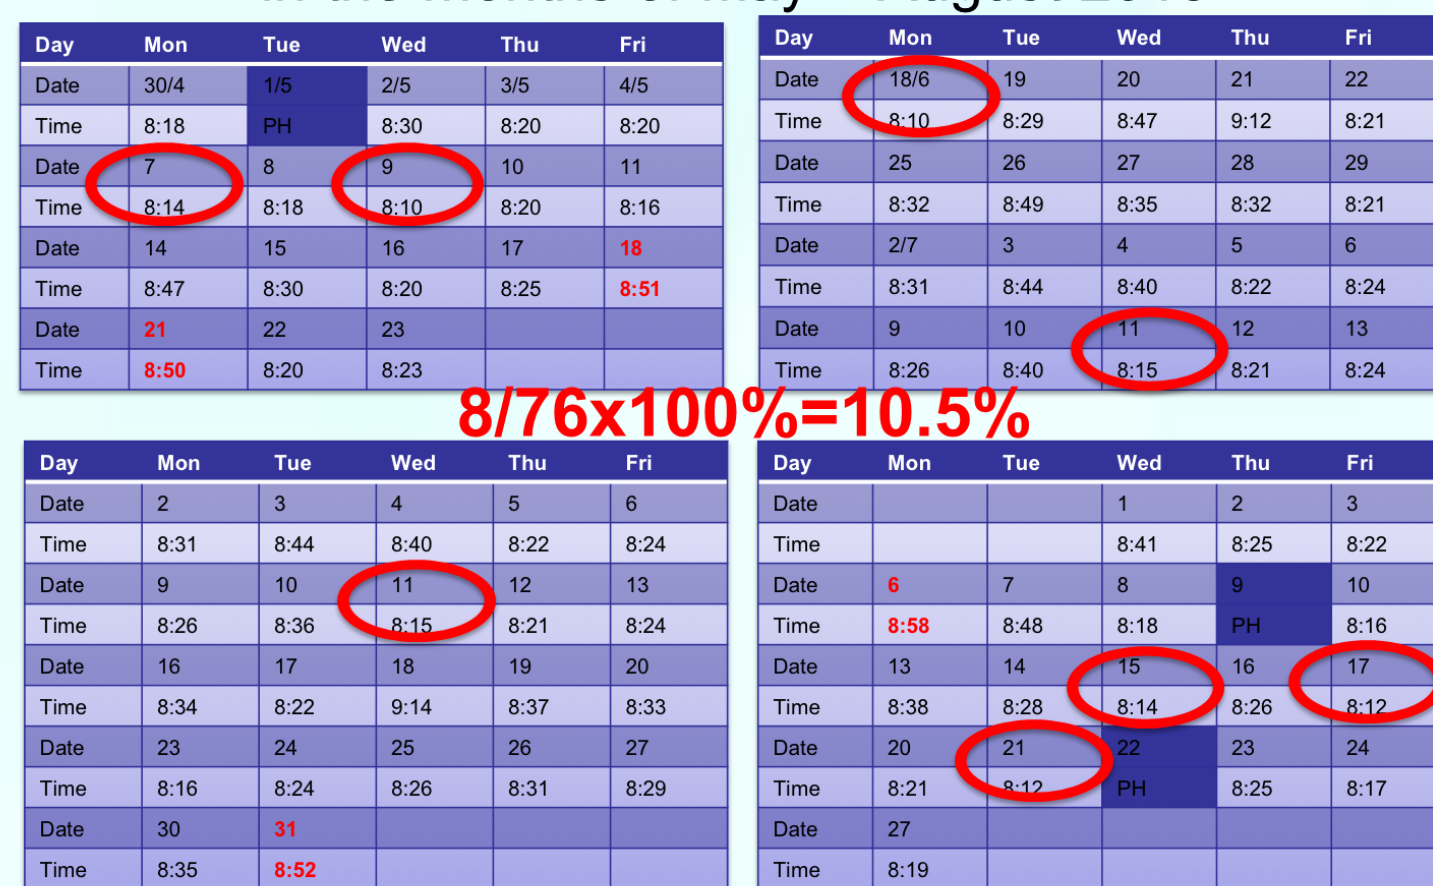 Day Mon Tue Wed Thu Fri
Date 30/4 1/5 2/5 3/5 4/5
Time 8:18 PH 8:30 8:20 8:20
Date 7 8 9 10 11
Time 8:14 8:18 8:10 8:20 8:16
Date 14 15 16 17 18
Time 8:47 8:30 8:20 8:25 8:51
Date 21 22 23
Time 8:50 8:20 8:23
Day Mon Tue Wed Thu Fri
Date 18/6 19 20 21 22
Time 8:10 8:29 8:47 9:12 8:21
Date 25 26 27 28 29
Time 8:32 8:49 8:35 8:32 8:21
Date 2/7 3 4 5 6
Time 8:31 8:44 8:40 8:22 8:24
Date 9 10 11 12 13
Time 8:26 8:40 8:15 8:21 8:24
8/76x100%=10.5%
Day Mon Tue Wed Thu Fri
Date 2 3 4 5 6
Time 8:31 8:44 8:40 8:22 8:24
Date 9 10 11 12 13
Time 8:26 8:36 8:15 8:21 8:24
Date 16 17 18 19 20
Time 8:34 8:22 9:14 8:37 8:33
Date 23 24 25 26 27
Time 8:16 8:24 8:26 8:31 8:29
Date 30 31
Time 8:35 8:52
Day Mon Tue Wed Thu Fri
Date 1 2 3
Time 8:41 8:25 8:22
Date 6 7 8 9 10
Time 8:58 8:48 8:18 PH 8:16
Date 13 14 15 16 17
Time 8:38 8:28 8:14 8:26 8:12
Date 20 21 22 23 24
Time 8:21 8:12 PH 8:25 8:17
Date 27
Time 8:19